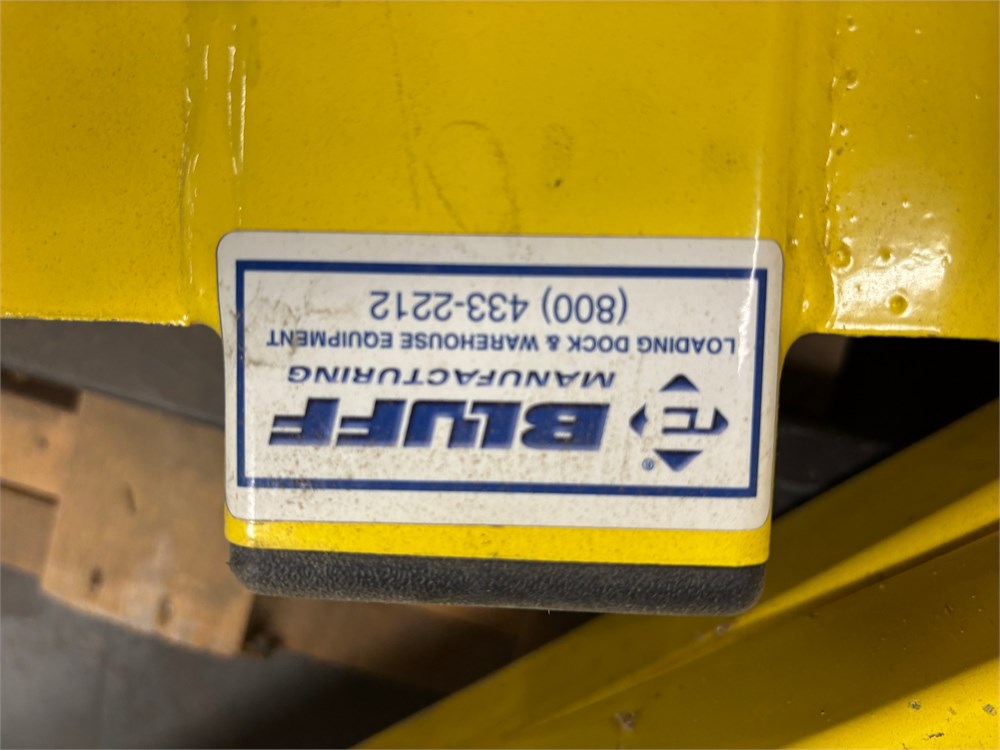 BLUFF®
MANUFACTURING
LOADING DOCK & WAREHOUSE EQUIPMENT
(800) 433-2212